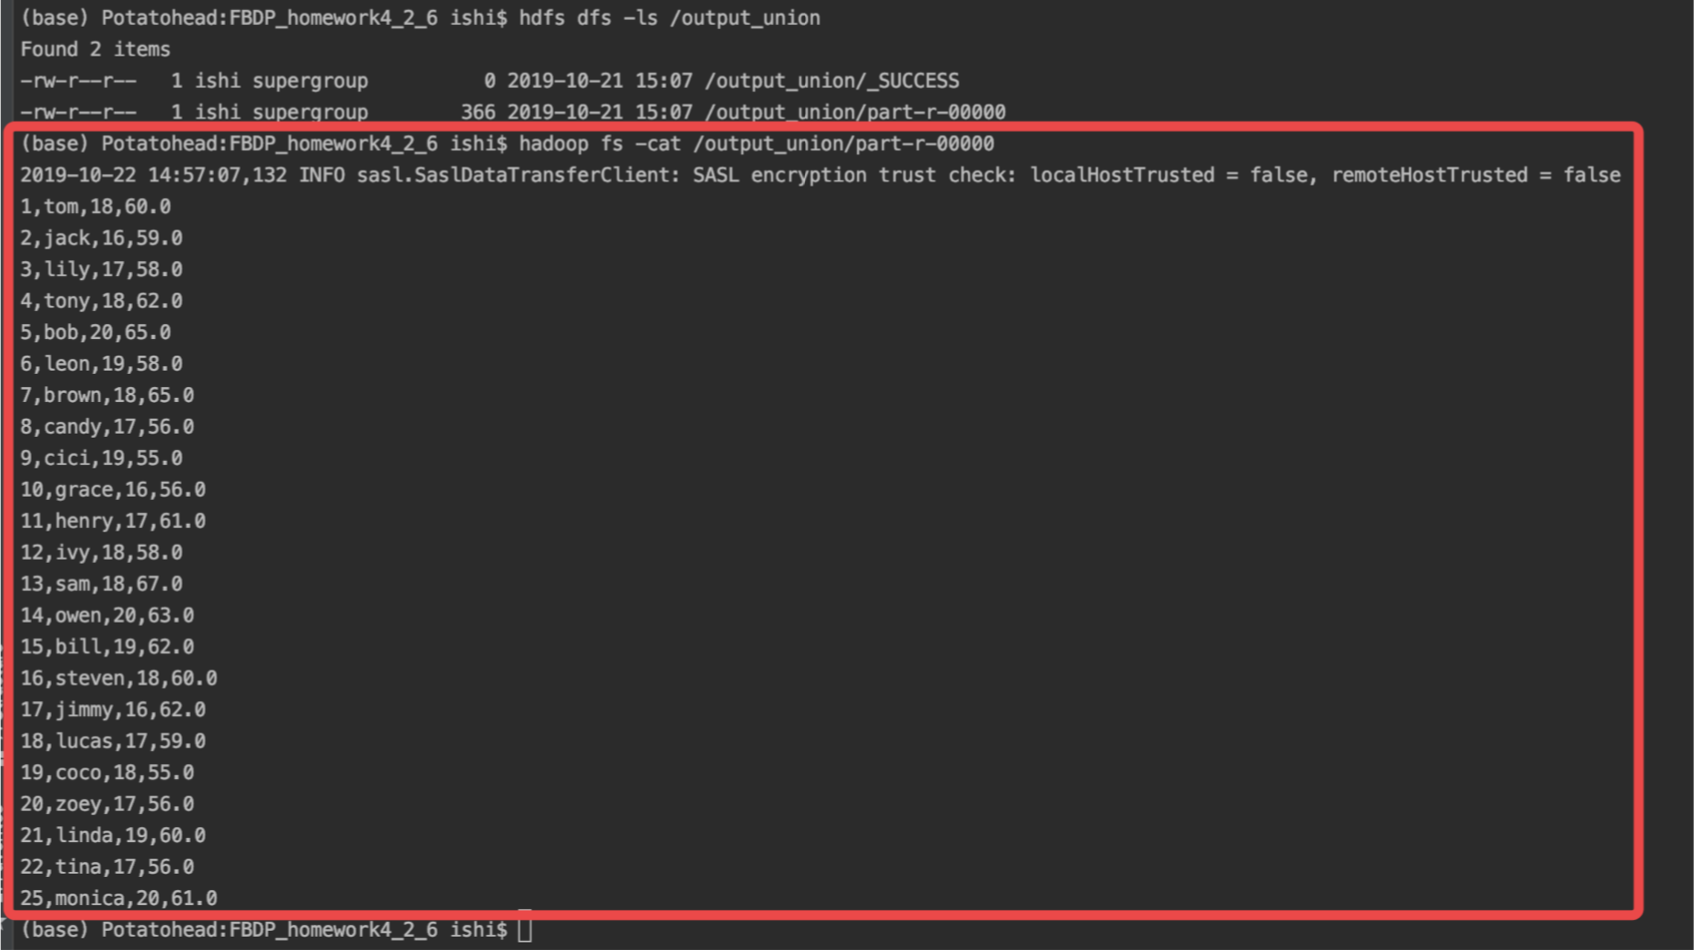 (base) Potatohead:FBDP_homework4_2_6 ishi$ hdfs dfs -ls /output_union
Found 2 items
-rw-r--r--   1 ishi supergroup          0 2019-10-21 15:07 /output_union/_SUCCESS
-rw-r--r--   1 ishi supergroup        366 2019-10-21 15:07 /output_union/part-r-00000
(base) Potatohead:FBDP_homework4_2_6 ishi$ hadoop fs -cat /output_union/part-r-00000
2019-10-22 14:57:07,132 INFO sasl.SaslDataTransferClient: SASL encryption trust check: localHostTrusted = false, remoteHostTrusted = false
1,tom,18,60.0
2,jack,16,59.0
3,lily,17,58.0
4,tony,18,62.0
5,bob,20,65.0
6,leon,19,58.0
7,brown,18,65.0
8,candy,17,56.0
9,cici,19,55.0
10,grace,16,56.0
11,henry,17,61.0
12,ivy,18,58.0
13,sam,18,67.0
14,owen,20,63.0
15,bill,19,62.0
16,steven,18,60.0
17,jimmy,16,62.0
18,lucas,17,59.0
19,coco,18,55.0
20,zoey,17,56.0
21,linda,19,60.0
22,tina,17,56.0
25,monica,20,61.0
(base) Potatohead:FBDP_homework4_2_6 ishi$